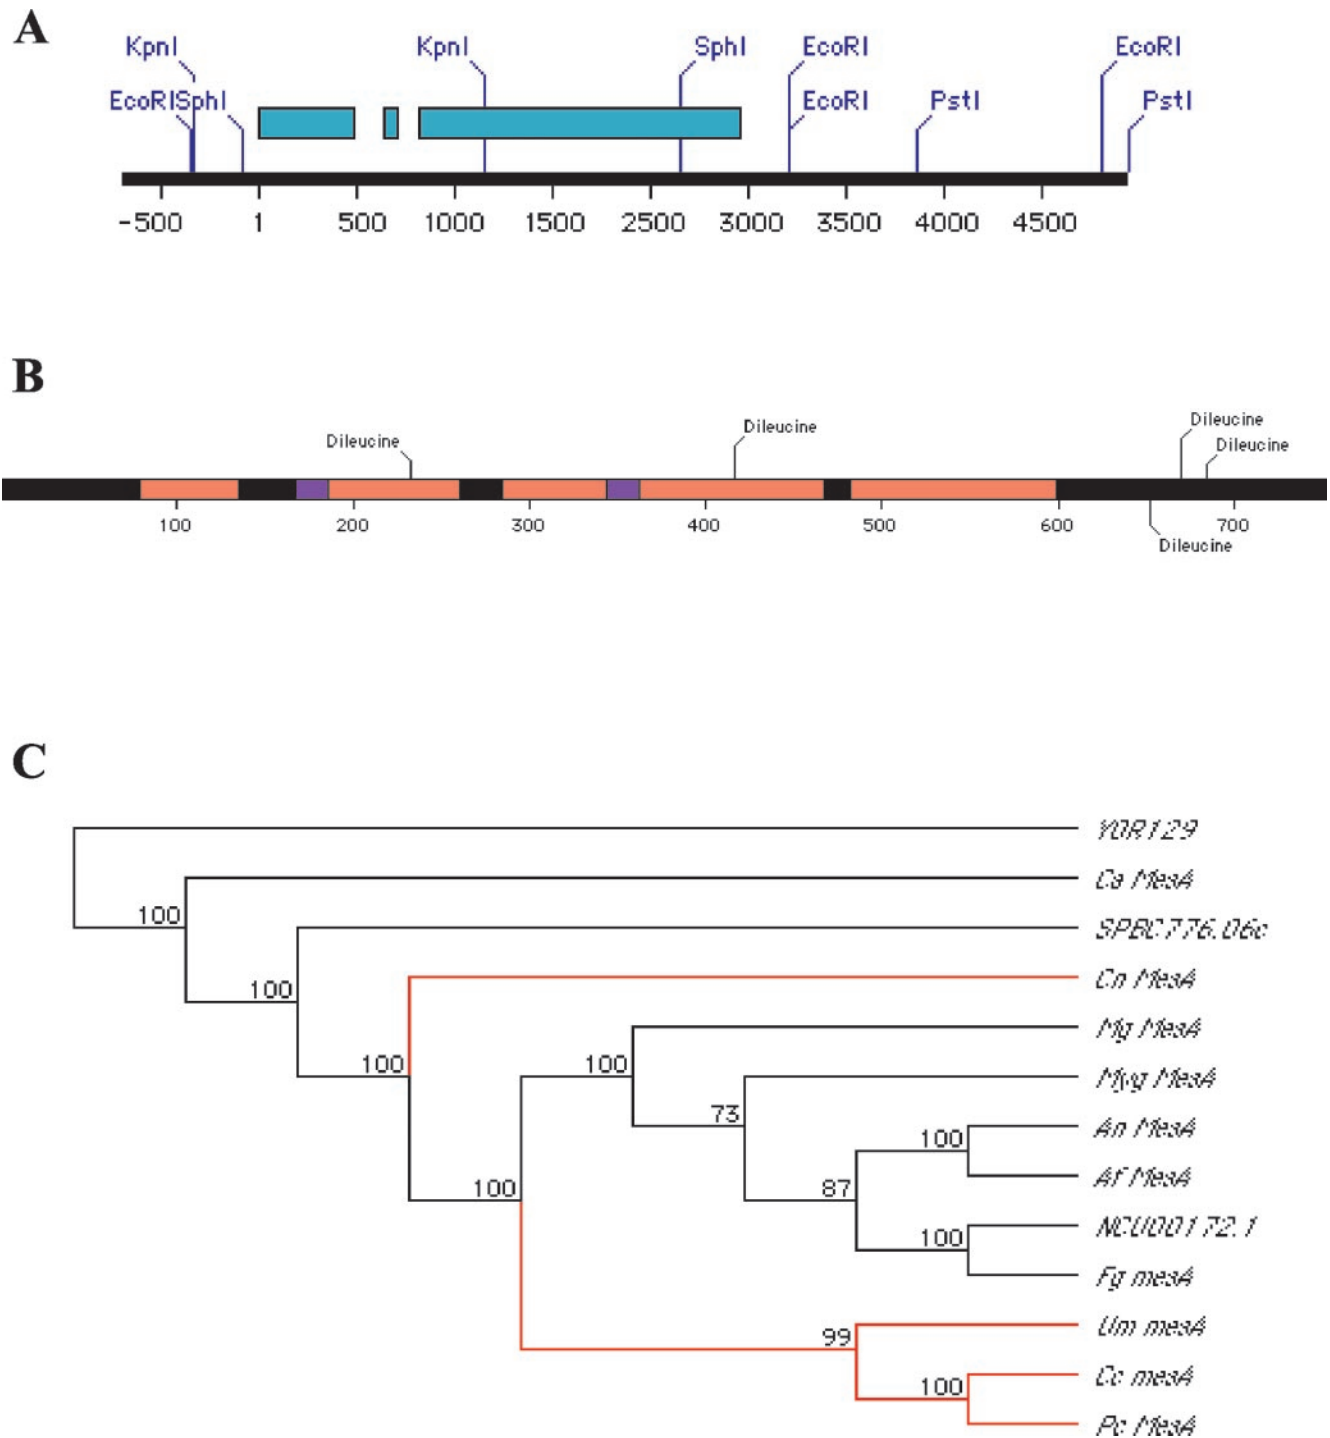 A
KpnI KpnI SphI EcoRI EcoRI
EcoRI SphI EcoRI PstI PstI
-500 1 500 1000 1500 2000 2500 3000 3500 4000 4500
B
Dileucine Dileucine Dileucine
Dileucine
100 200 300 400 500 600 700
Dileucine
C
YOR129
Ca MesA
100
SPBC776.06c
100
Cn MesA
100
Mg MesA
100
Myg MesA
73
An MesA
100
Af MesA
100
87
NCU00172.1
100
Fg mesA
Um mesA
99
Cc mesA
100
Pc MesA